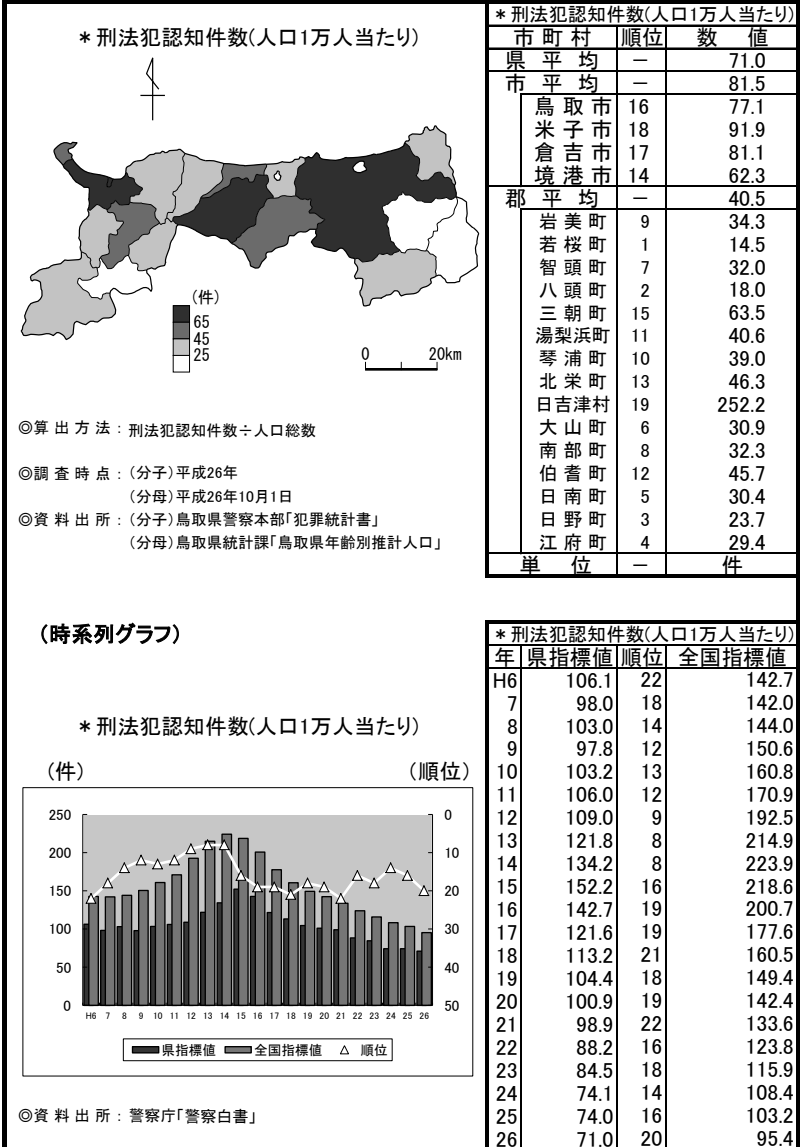 *刑法犯認知件数(人口1万人当たり)
(件)
65
45
25
0 20km
◎算出方法：刑法犯認知件数÷人口総数
◎調査時点：(分子)平成26年
(分母)平成26年10月1日
◎資料出所：(分子)鳥取県警察本部「犯罪統計書」
(分母)鳥取県統計課「鳥取県年齢別推計人口」
*刑法犯認知件数(人口1万人当たり)
市町村 順位 数値
県平均 － 71.0
市平均 － 81.5
鳥取市 16 77.1
米子市 18 91.9
倉吉市 17 81.1
境港市 14 62.3
郡平均 － 40.5
岩美町 9 34.3
若桜町 1 14.5
智頭町 7 32.0
八頭町 2 18.0
三朝町 15 63.5
湯梨浜町 11 40.6
琴浦町 10 39.0
北栄町 13 46.3
日吉津村 19 252.2
大山町 6 30.9
南部町 8 32.3
伯耆町 12 45.7
日南町 5 30.4
日野町 3 23.7
江府町 4 29.4
単位 － 件
(時系列グラフ)
*刑法犯認知件数(人口1万人当たり)
(件) (順位)
250 0
200 10
150 20
100 30
50 40
0 50
H6 7 8 9 10 11 12 13 14 15 16 17 18 19 20 21 22 23 24 25 26
県指標値 全国指標値 順位
◎資料出所：警察庁「警察白書」
*刑法犯認知件数(人口1万人当たり)
年 県指標値 順位 全国指標値
H6 106.1 22 142.7
7 98.0 18 142.0
8 103.0 14 144.0
9 97.8 12 150.6
10 103.2 13 160.8
11 106.0 12 170.9
12 109.0 9 192.5
13 121.8 8 214.9
14 134.2 8 223.9
15 152.2 16 218.6
16 142.7 19 200.7
17 121.6 19 177.6
18 113.2 21 160.5
19 104.4 18 149.4
20 100.9 19 142.4
21 98.9 22 133.6
22 88.2 16 123.8
23 84.5 18 115.9
24 74.1 14 108.4
25 74.0 16 103.2
26 71.0 20 95.4